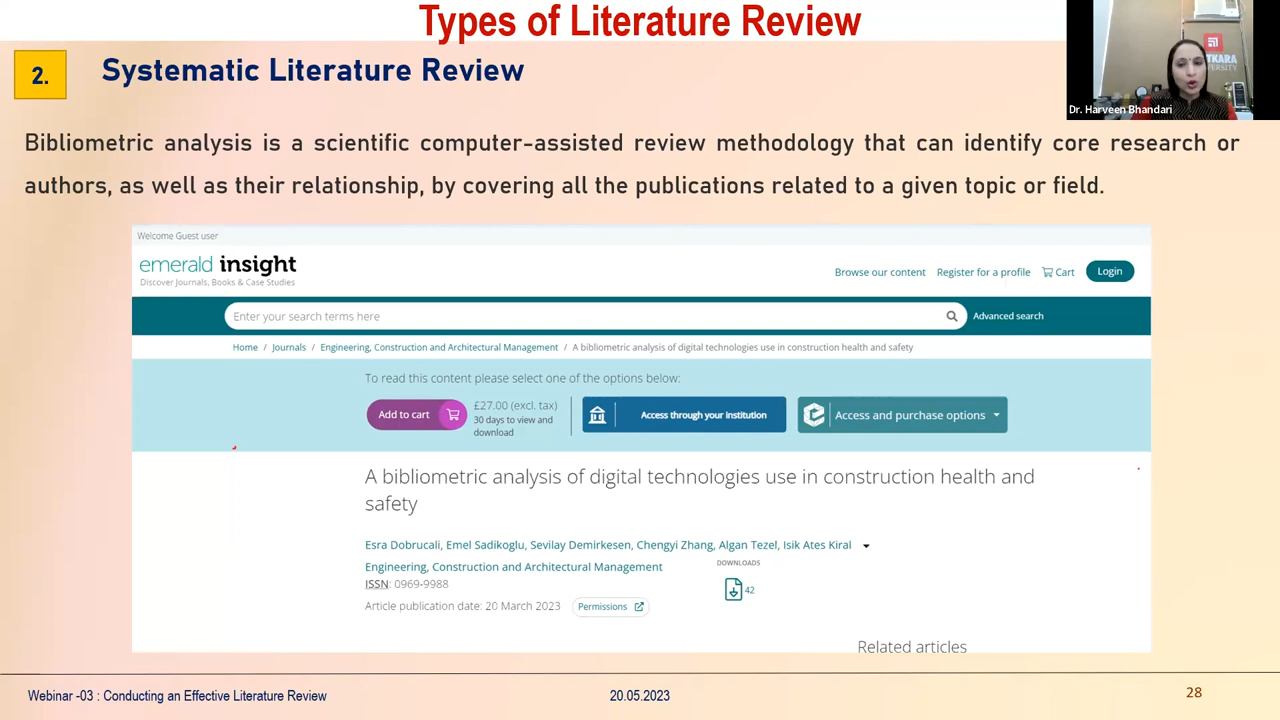 Types of Literature Review
2.
Systematic Literature Review
Dr. Harveen Bhandari
Bibliometric analysis is a scientific computer-assisted review methodology that can identify core research or
authors, as well as their relationship, by covering all the publications related to a given topic or field.
Welcome Guest user
emerald insight
Discover Journals, Books & Case Studies
Browse our content
Register for a profile
Cart
Login
Enter your search terms here
Advanced search
Home / Journals / Engineering, Construction and Architectural Management / A bibliometric analysis of digital technologies use in construction health and safety
To read this content please select one of the options below:
Add to cart
£27.00 (excl. tax)
30 days to view and
download
Access through your institution
Access and purchase options
A bibliometric analysis of digital technologies use in construction health and
safety
Esra Dobrucali, Emel Sadikoglu, Sevilay Demirkesen, Chengyi Zhang, Algan Tezel, Isik Ates Kiral
Engineering, Construction and Architectural Management
ISSN: 0969-9988
Article publication date: 20 March 2023
Permissions
DOWNLOADS
42
Related articles
Webinar -03 : Conducting an Effective Literature Review
20.05.2023
28